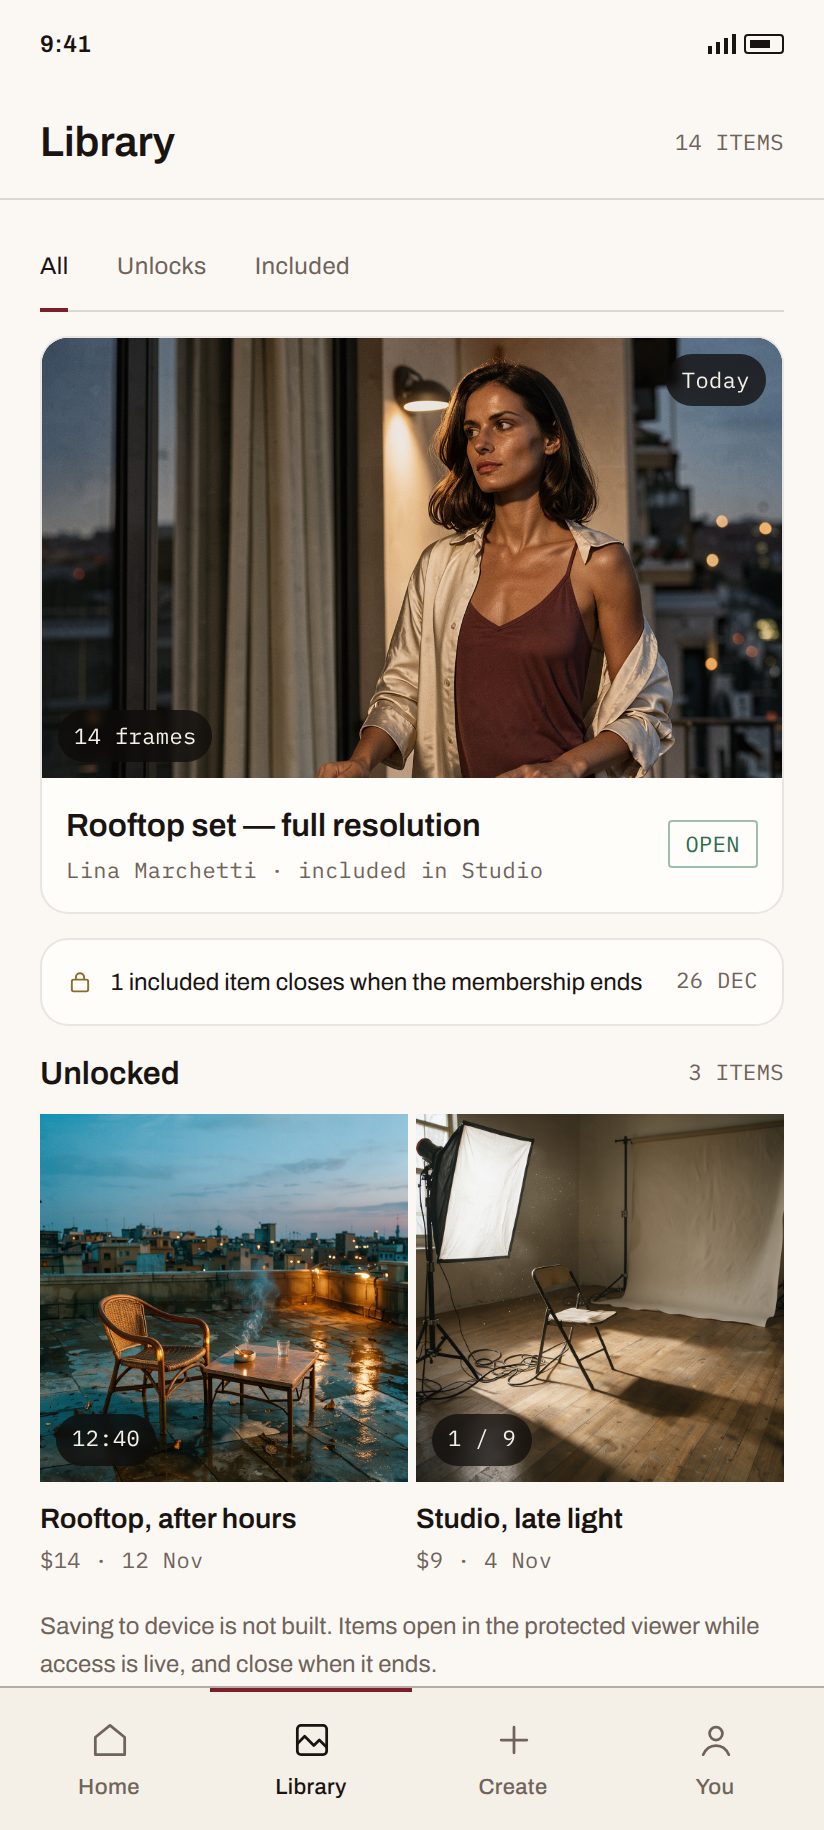 9:41
Library
14 ITEMS
All Unlocks Included
Today
14 frames
Rooftop set — full resolution
Lina Marchetti · included in Studio
OPEN
1 included item closes when the membership ends 26 DEC
Unlocked
3 ITEMS
12:40
1 / 9
Rooftop, after hours
$14 · 12 Nov
Studio, late light
$9 · 4 Nov
Saving to device is not built. Items open in the protected viewer while
access is live, and close when it ends.
Home Library Create You